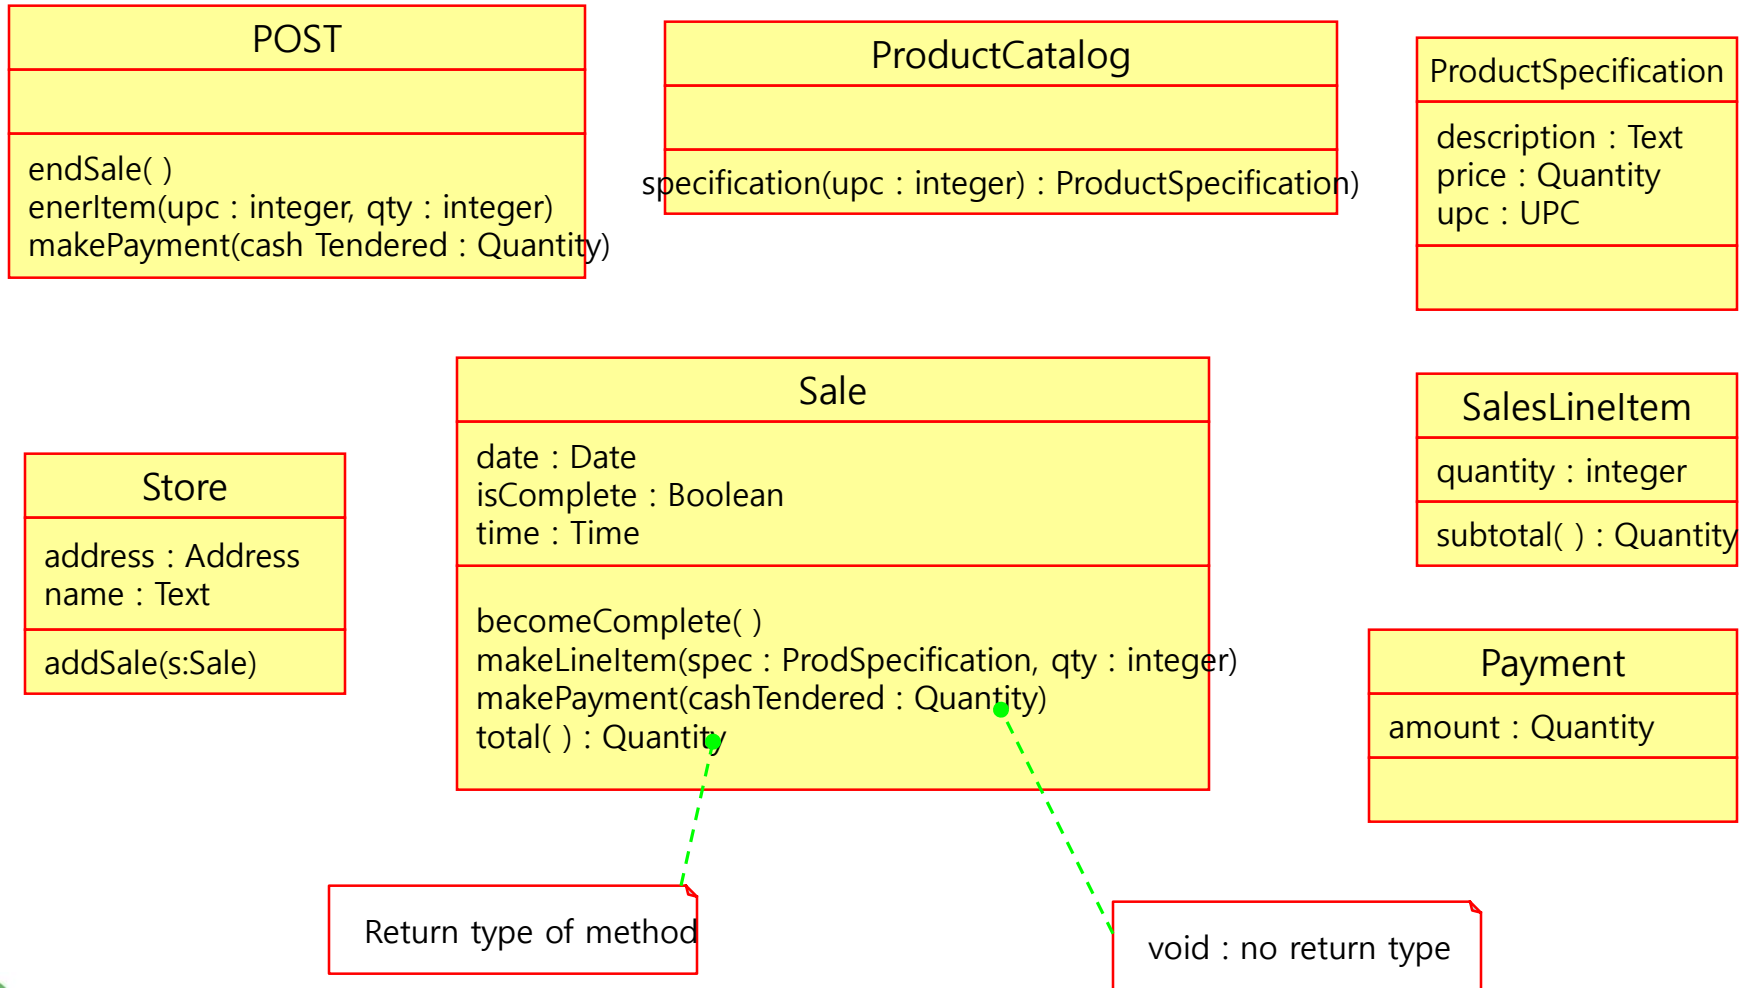 POST
endSale( )
enerItem(upc : integer, qty : integer)
makePayment(cash Tendered : Quantity)
ProductCatalog
specification(upc : integer) : ProductSpecification)
ProductSpecification
description : Text
price : Quantity
upc : UPC
Store
address : Address
name : Text
addSale(s:Sale)
Sale
date : Date
isComplete : Boolean
time : Time
becomeComplete( )
makeLineItem(spec : ProdSpecification, qty : integer)
makePayment(cashTendered : Quantity)
total( ) : Quantity
SalesLineItem
quantity : integer
subtotal( ) : Quantity
Payment
amount : Quantity
Return type of method
void : no return type